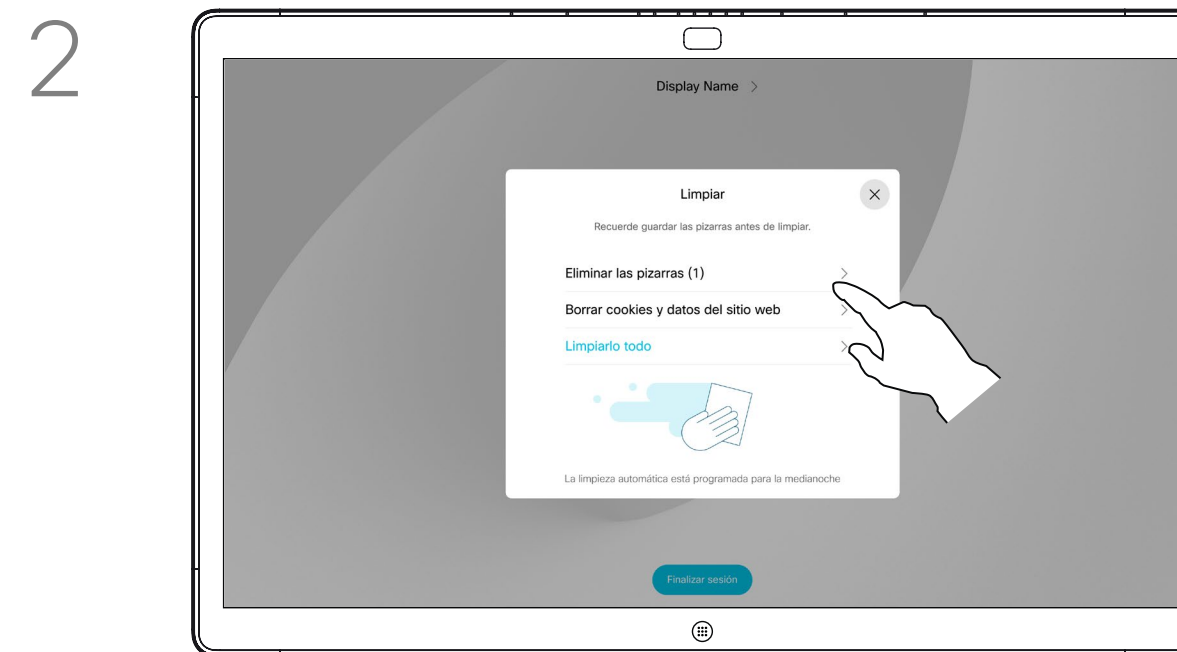 2
Display Name
Limpiar
Recuerde guardar las pizarras antes de limpiar.
Eliminar las pizarras (1)
Borrar cookies y datos del sitio web
Limpiarlo todo
La limpieza automática está programada para la medianoche
Finalizar sesión